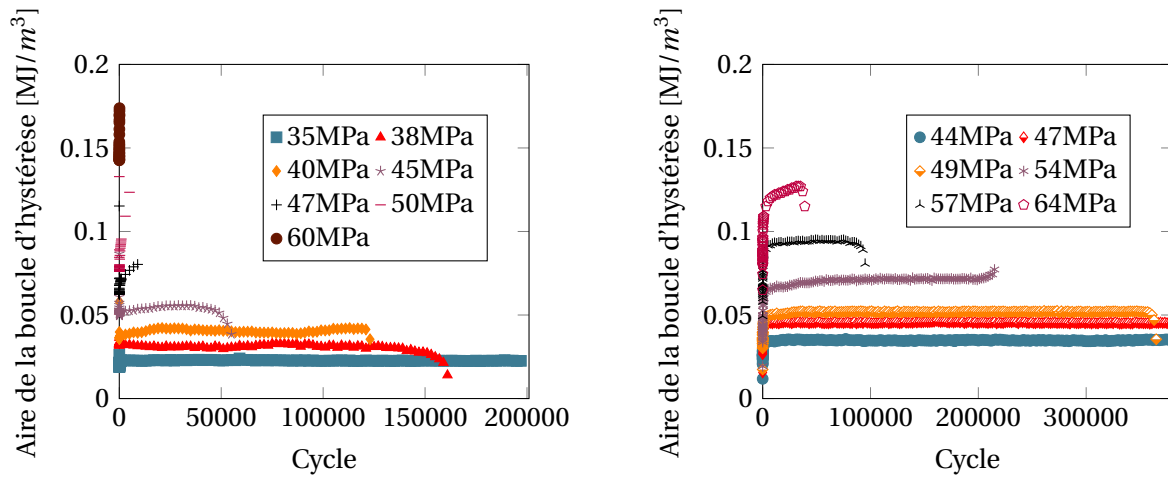 Aire de la boucle d'hystérèse [MJ/m³]
0.2
0.15
0.1
0.05
0
0 50000 100000 150000 200000
Cycle
35MPa 38MPa
40MPa 45MPa
47MPa 50MPa
60MPa
Aire de la boucle d'hystérèse [MJ/m³]
0.2
0.15
0.1
0.05
0
0 100000 200000 300000
Cycle
44MPa 47MPa
49MPa 54MPa
57MPa 64MPa